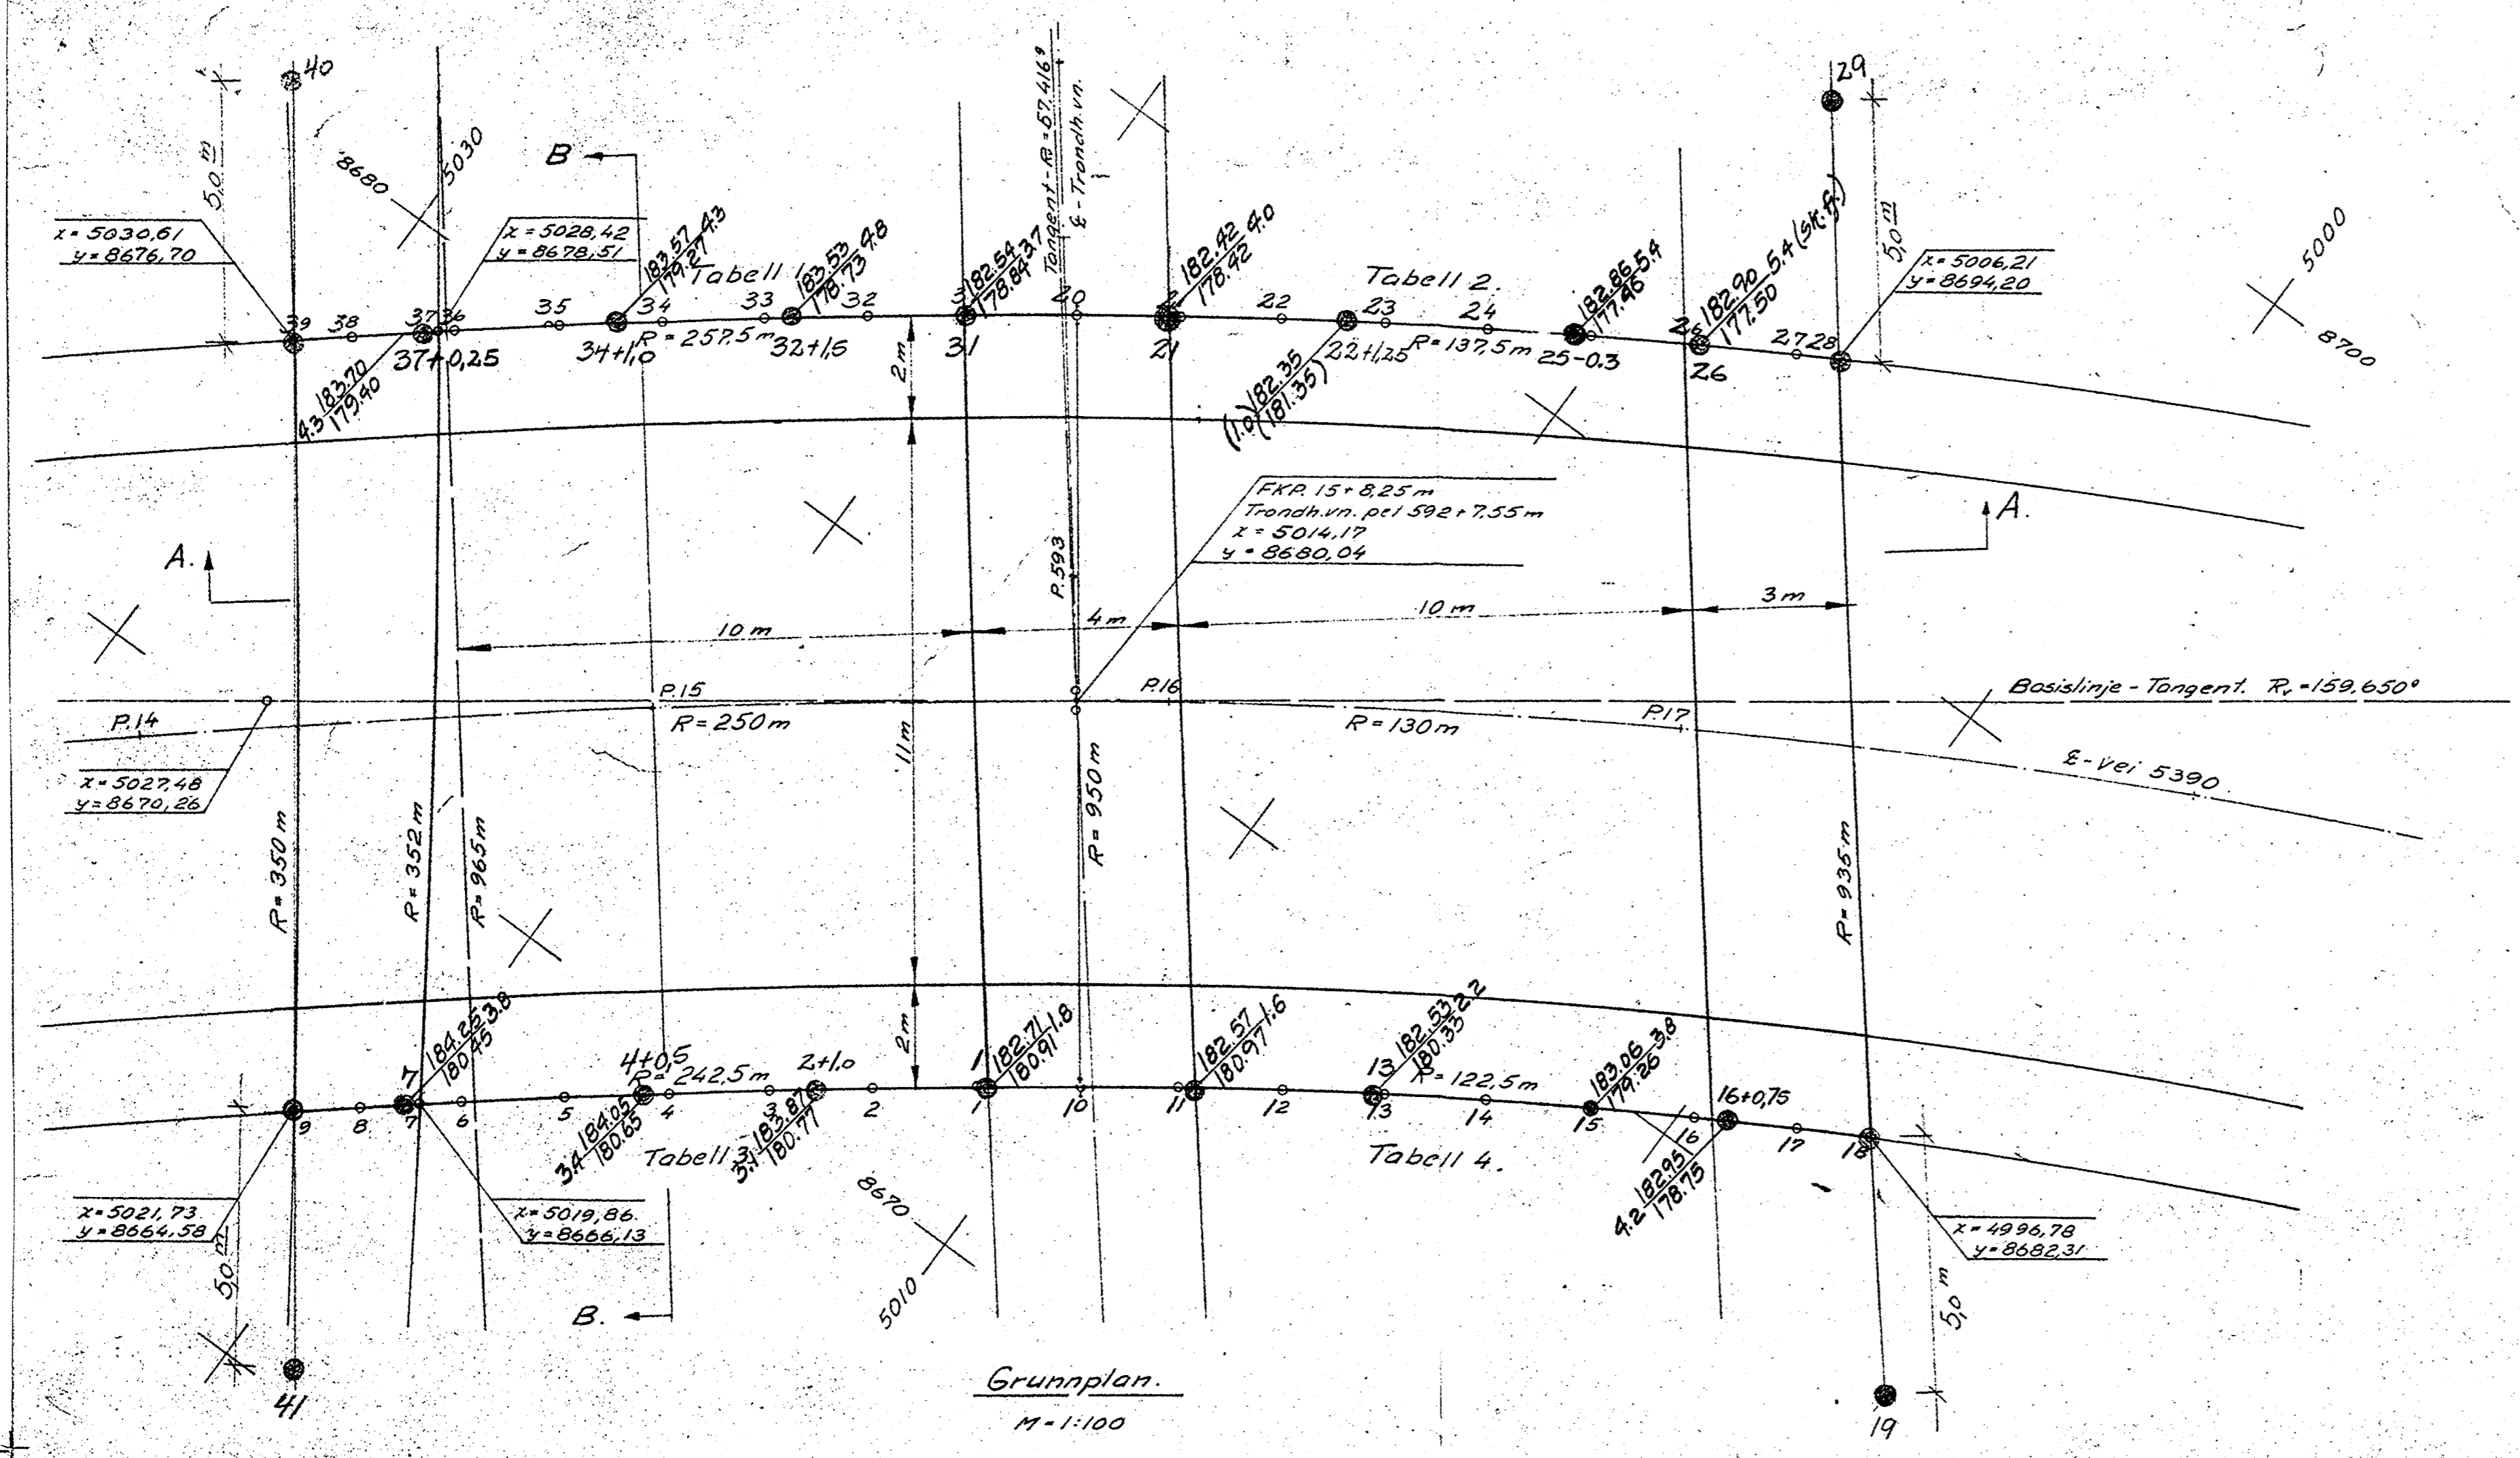 40
29
5,0 m
8680
5030
B
Tangent - R = 57.416g
℄ - Trondh.vn.
5,0 m
5000
8700
x = 5030,61
y = 8676,70
x = 5028,42
y = 8678,51
x = 5006,21
y = 8694,20
183.57 4.3
179.27
Tabell 1.
183.53 4.8
178.73
182.54 3.7
178.84
182.42 4.0
178.42
Tabell 2.
182.86 5.4
177.46
182.90 5.4 (sk.fj.)
177.50
39
38
37
36
35
34
33
32
20
22
23
24
26
27
28
37+0,25
34+1,0
R = 257.5 m
32+1,5
31
21
22+1,25
R = 137,5 m
25-0.3
26
4.3 183.70
179.40
2 m
(1.0) 182.35
(181.35)
FKP. 15 + 8,25 m
Trondh.vn. pel 592 + 7.55 m
x = 5014,17
y = 8680,04
A.
A.
P.593
10 m
4 m
10 m
3 m
P.14
P.15
R = 250 m
P.16
R = 130 m
P.17
Basislinje - Tangent. Rv = 159,650g
℄ - vei 5390
x = 5027,48
y = 8670,26
11 m
R = 350 m
R = 352 m
R = 965 m
R = 950 m
R = 935 m
2 m
7 184.25 3.8
180.45
4+0,5
R = 242,5 m
2+1.0
1 182.71 1.8
180.91
182.57 1.6
180.97
13 182.53 2.2
180.33
R = 122,5 m
183.06 3.8
179.26
16+0,75
9
8
7
6
5
4
3
2
1
10
11
12
13
14
15
16
17
18
3.4 184.05
180.65
Tabell 3.
3.1 183.87
180.77
Tabell 4.
4.2 182.95
178.75
x = 5021,73
y = 8664,58
x = 5019,86
y = 8666,13
8670
5010
x = 4996,78
y = 8682,31
5,0 m
5,0 m
B.
41
19
Grunnplan.
M = 1:100